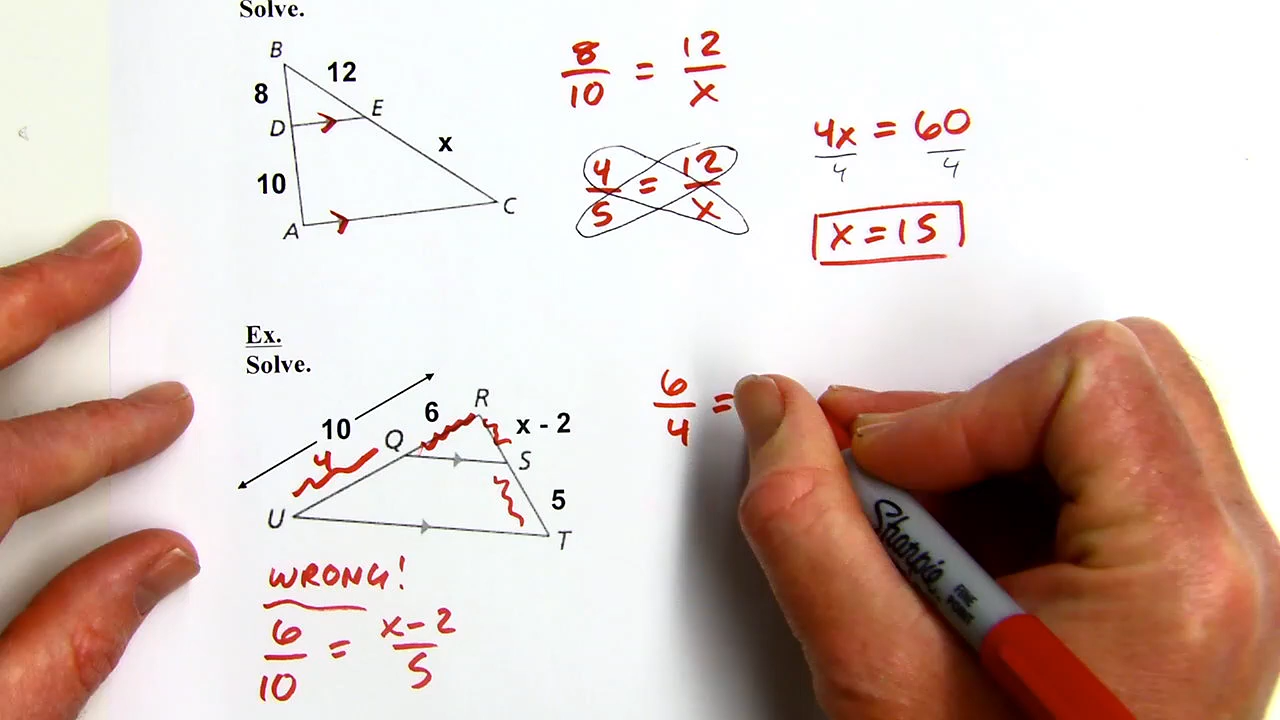 Solve.
B
12
8
E
D
x
10
C
A
8/10 = 12/x
4/5 = 12/x
4x = 60
4 4
x = 15
Ex.
Solve.
R
6
x - 2
10
Q
4
S
5
U
T
6/4 =
WRONG!
6/10 = x-2/5
Sharpie
FINE POINT